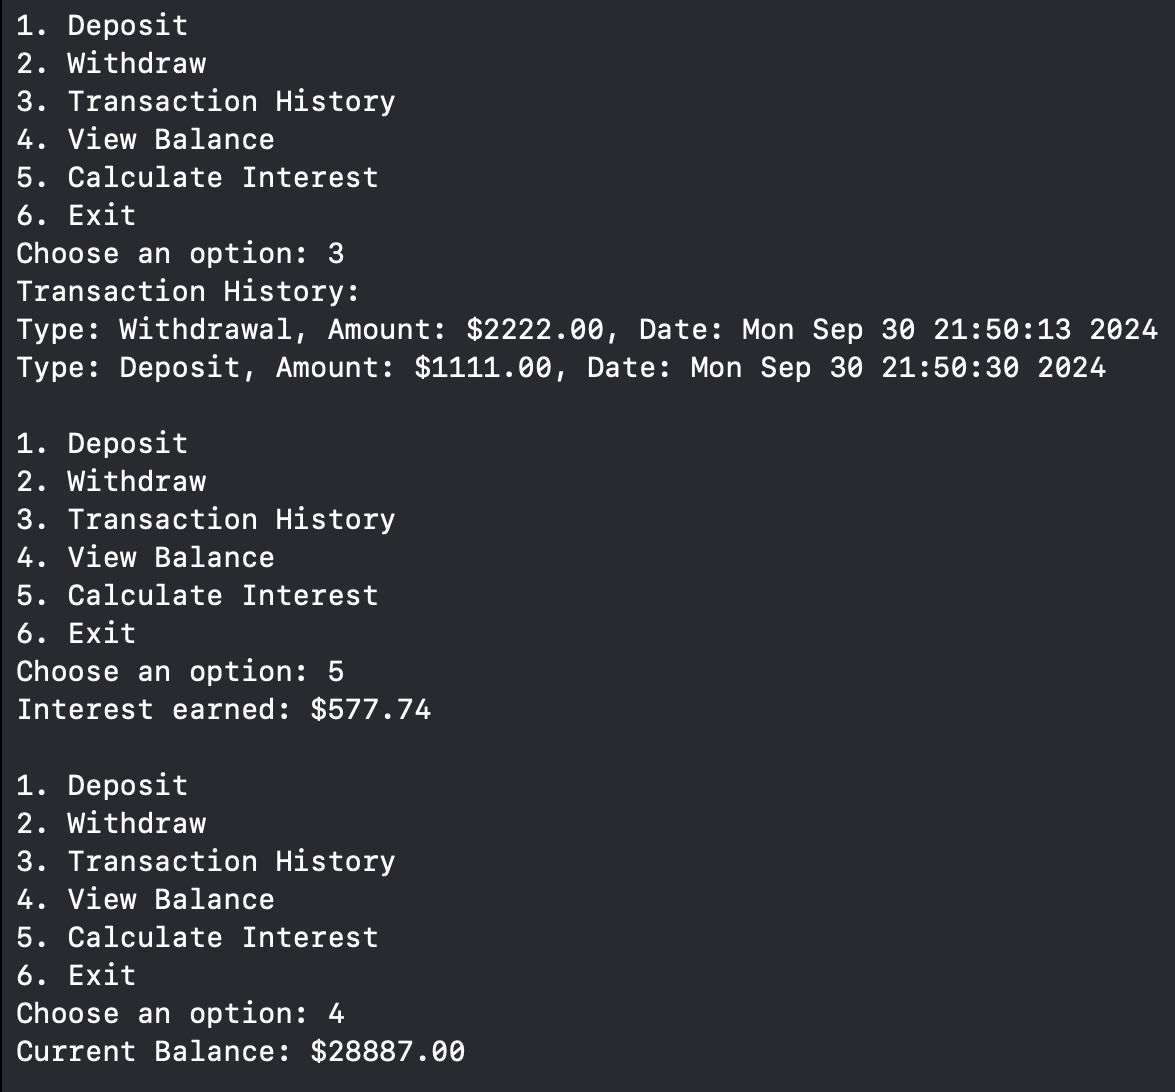 1. Deposit
2. Withdraw
3. Transaction History
4. View Balance
5. Calculate Interest
6. Exit
Choose an option: 3
Transaction History:
Type: Withdrawal, Amount: $2222.00, Date: Mon Sep 30 21:50:13 2024
Type: Deposit, Amount: $1111.00, Date: Mon Sep 30 21:50:30 2024
1. Deposit
2. Withdraw
3. Transaction History
4. View Balance
5. Calculate Interest
6. Exit
Choose an option: 5
Interest earned: $577.74
1. Deposit
2. Withdraw
3. Transaction History
4. View Balance
5. Calculate Interest
6. Exit
Choose an option: 4
Current Balance: $28887.00